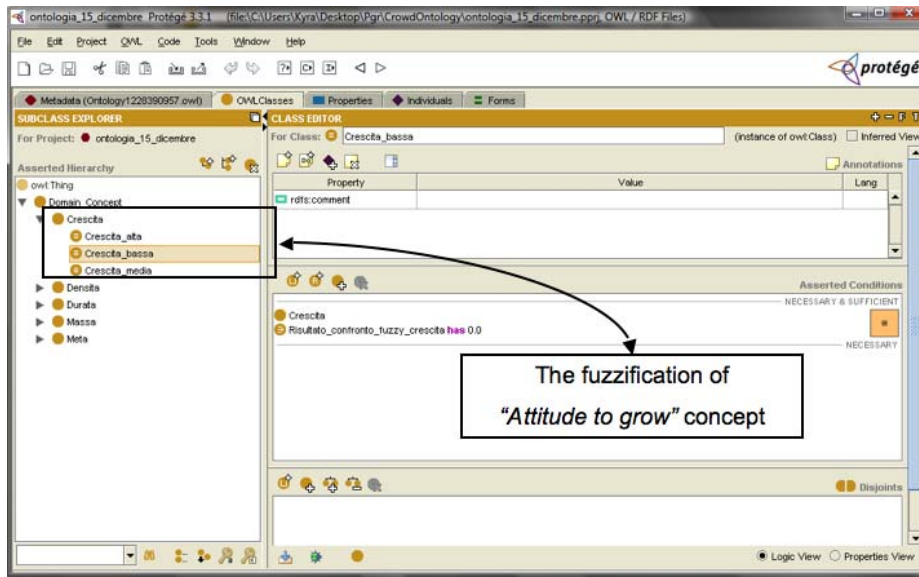 ontologia_15_dicembre Protégé 3.3.1 (file:\C:\Users\Kyra\Desktop\Pgr\CrowdOntology\ontologia_15_dicembre.pprj, OWL / RDF Files)
File Edit Project OWL Code Tools Window Help
protégé
Metadata (Ontology1228390957.owl) OWLClasses Properties Individuals Forms
SUBCLASS EXPLORER
For Project: ontologia_15_dicembre
Asserted Hierarchy
owl:Thing
Domain_Concept
Crescita
Crescita_alta
Crescita_bassa
Crescita_media
Densita
Durata
Massa
Meta
CLASS EDITOR
For Class: Crescita_bassa (instance of owl:Class) Inferred View
Annotations
Property Value Lang
rdfs:comment
Asserted Conditions
NECESSARY & SUFFICIENT
Crescita
Risultato_confronto_fuzzy_crescita has 0.0
NECESSARY
The fuzzification of
“Attitude to grow” concept
Disjoints
Logic View Properties View